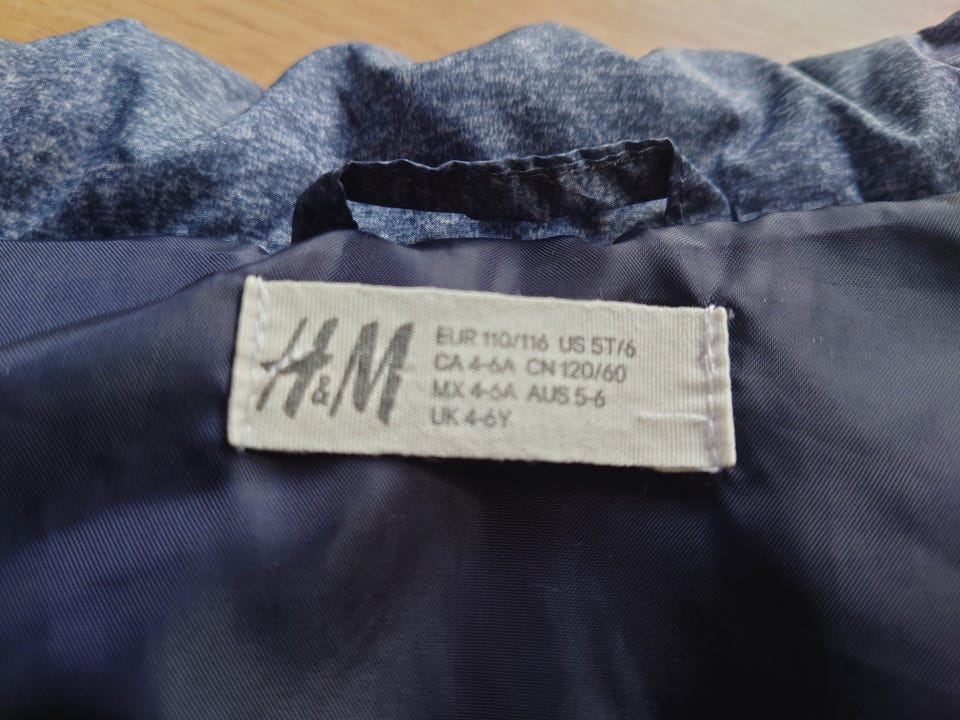 H&M
EUR 110/116 US 5T/6
CA 4-6A CN 120/60
MX 4-6A AUS 5-6
UK 4-6Y